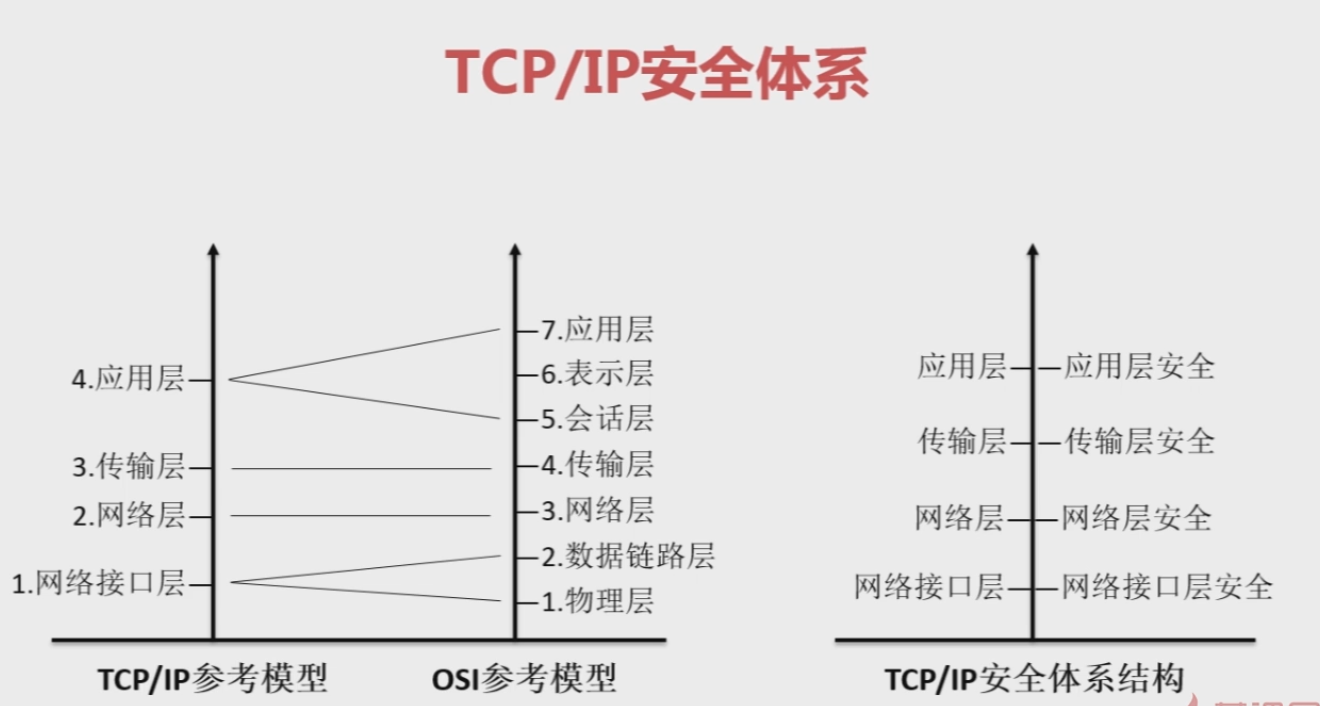 TCP/IP安全体系
4.应用层
3.传输层
2.网络层
1.网络接口层
TCP/IP参考模型
7.应用层
6.表示层
5.会话层
4.传输层
3.网络层
2.数据链路层
1.物理层
OSI参考模型
应用层 应用层安全
传输层 传输层安全
网络层 网络层安全
网络接口层 网络接口层安全
TCP/IP安全体系结构